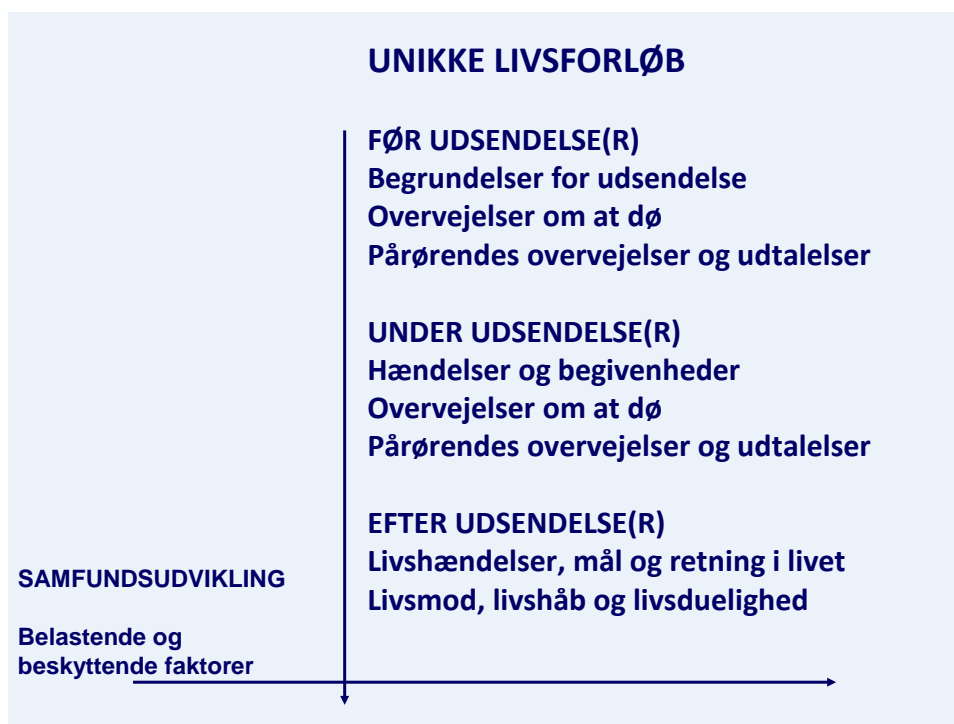 UNIKKE LIVSFORLØB
FØR UDSENDELSE(R)
Begrundelser for udsendelse
Overvejelser om at dø
Pårørendes overvejelser og udtalelser
UNDER UDSENDELSE(R)
Hændelser og begivenheder
Overvejelser om at dø
Pårørendes overvejelser og udtalelser
EFTER UDSENDELSE(R)
Livshændelser, mål og retning i livet
Livsmod, livshåb og livsduelighed
SAMFUNDSUDVIKLING
Belastende og
beskyttende faktorer